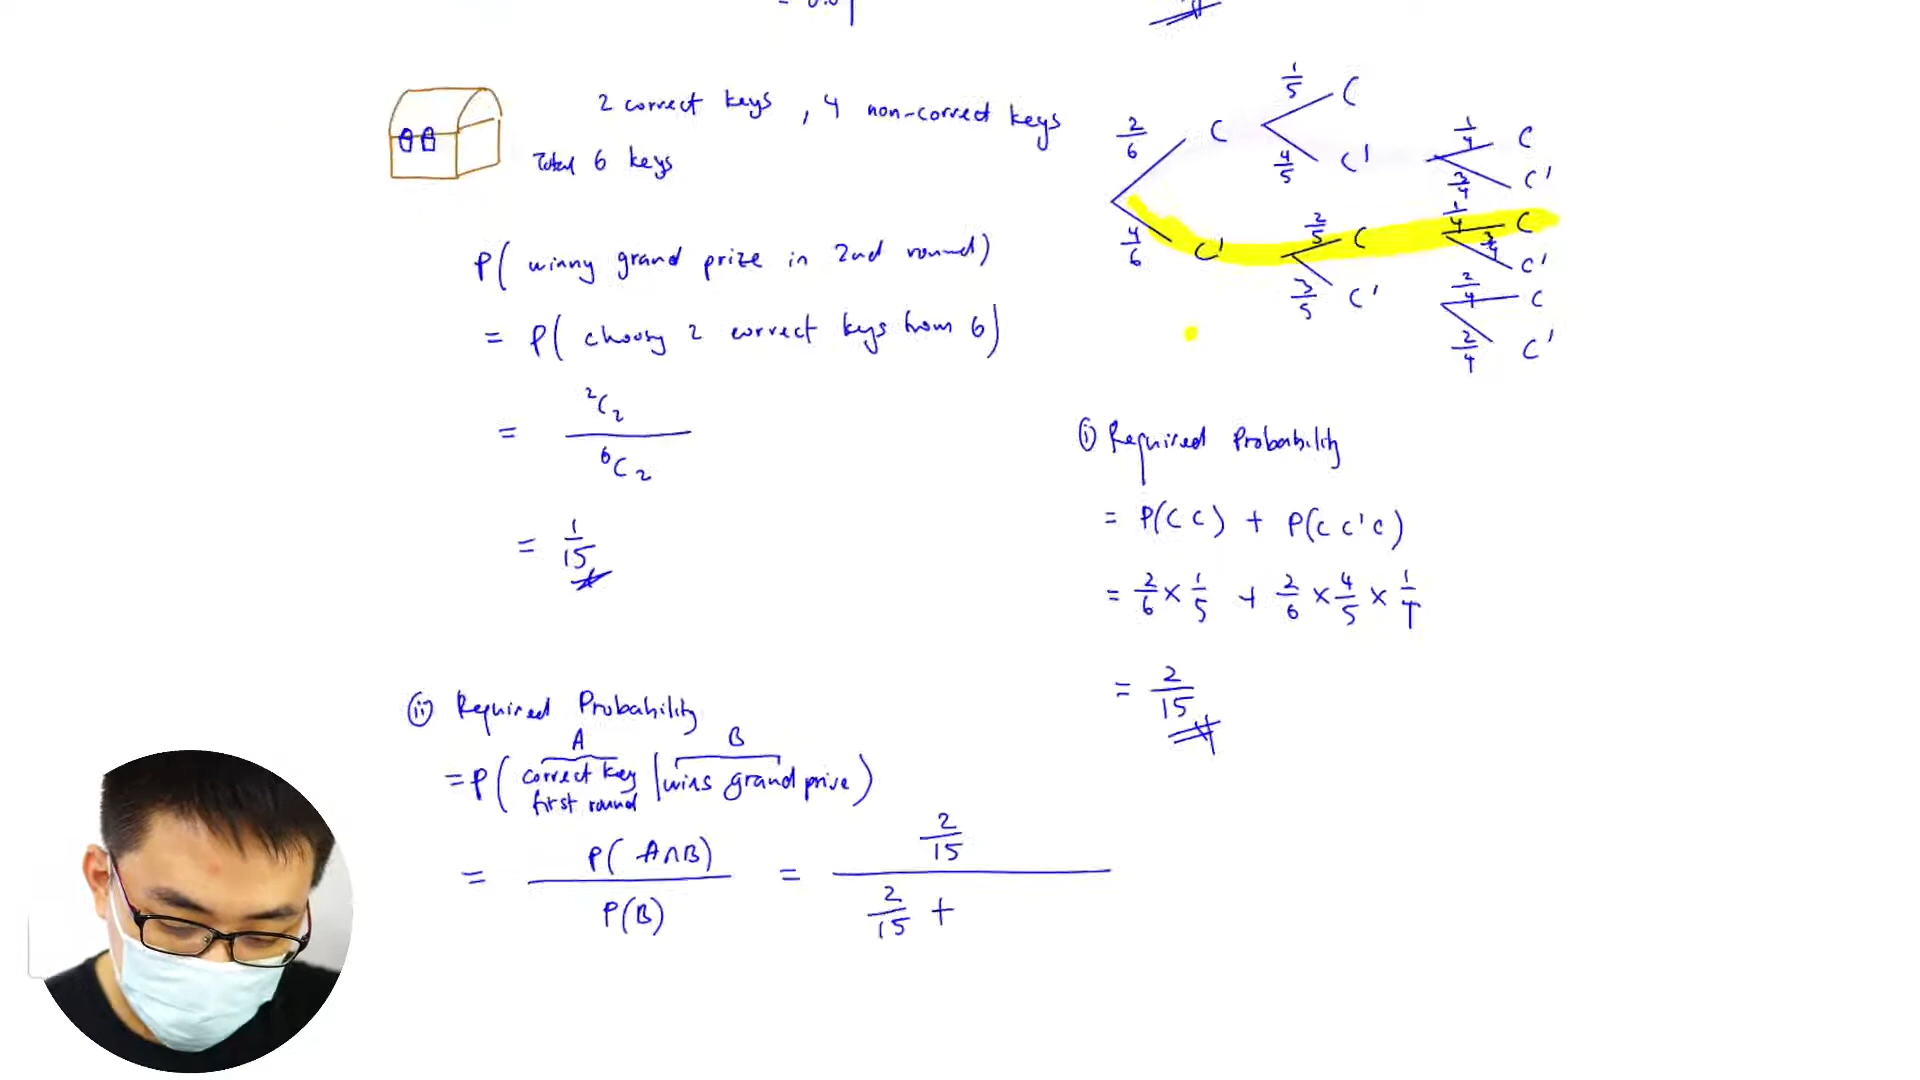 = 0.0
2 correct keys , 4 non-correct keys
Total 6 keys
P( winny grand prize in 2nd round)
= P( choosy 2 correct keys from 6)
= ²C₂ / ⁶C₂
= 1/15
2/6 C 1/5 C
4/5 C' 1/4 C
3/4 C'
4/6 C' 2/5 C 1/4 C
3/4 C'
3/5 C' 2/4 C
2/4 C'
(i) Required Probability
= P(C C) + P(C C' C)
= 2/6 × 1/5 + 2/6 × 4/5 × 1/4
= 2/15
(ii) Required Probability
A B
= P( correct key first round | wins grand prize)
= P( A∩B) / P(B) = 2/15 / 2/15 +